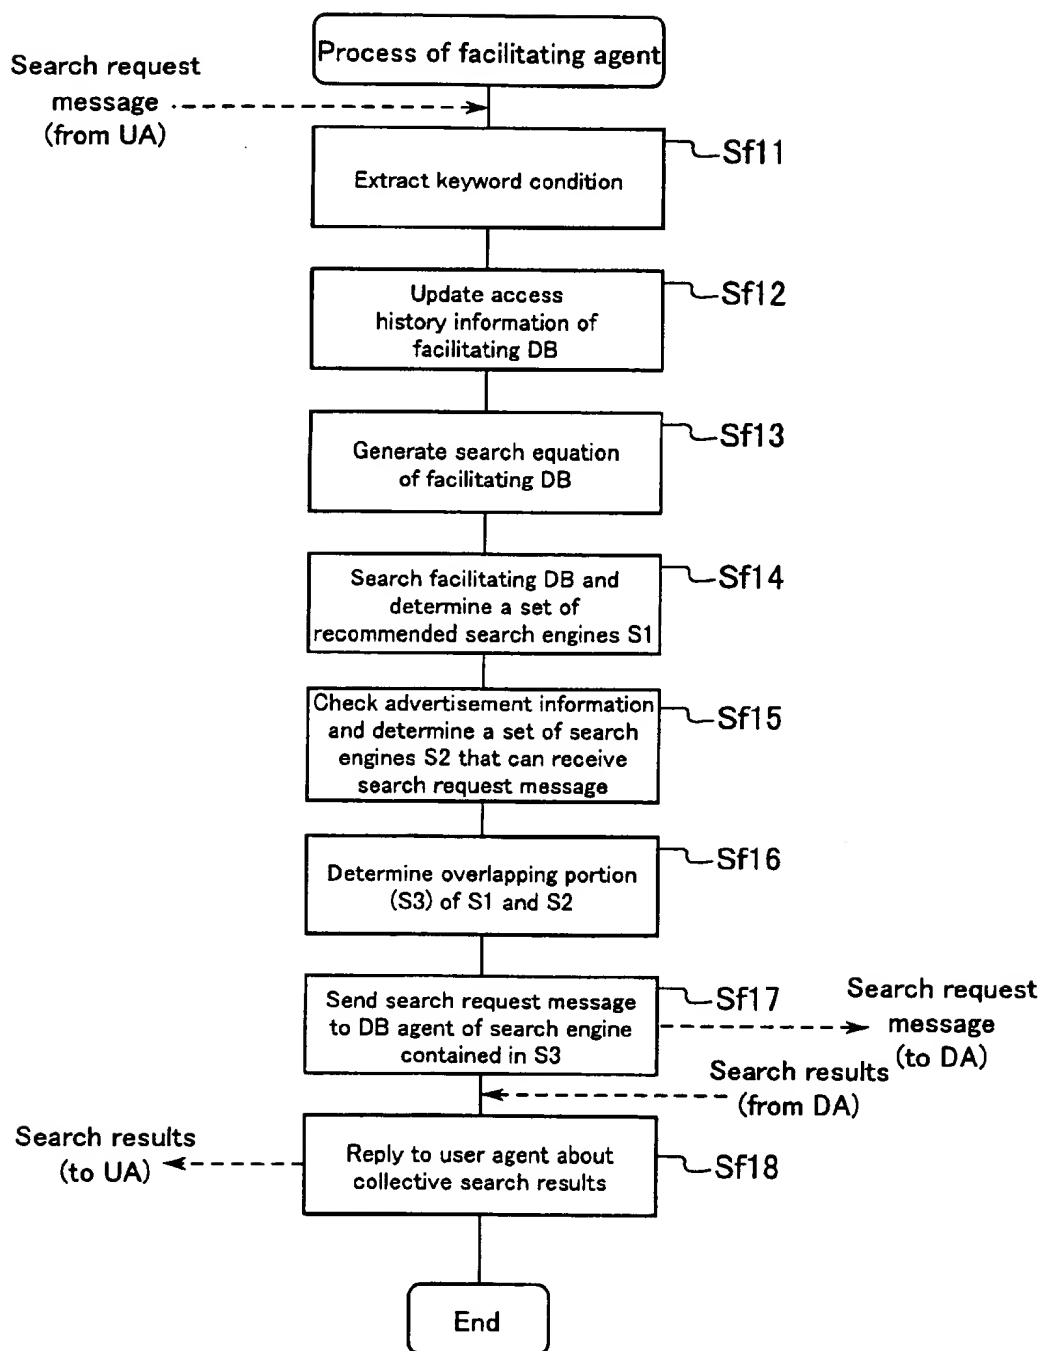 Process of facilitating agent
Search request
message
(from UA)
Sf11
Extract keyword condition
Sf12
Update access
history information of
facilitating DB
Sf13
Generate search equation
of facilitating DB
Sf14
Search facilitating DB and
determine a set of
recommended search engines S1
Sf15
Check advertisement information
and determine a set of search
engines S2 that can receive
search request message
Sf16
Determine overlapping portion
(S3) of S1 and S2
Sf17
Send search request message
to DB agent of search engine
contained in S3
Search request
message
(to DA)
Search results
(from DA)
Search results
(to UA)
Sf18
Reply to user agent about
collective search results
End